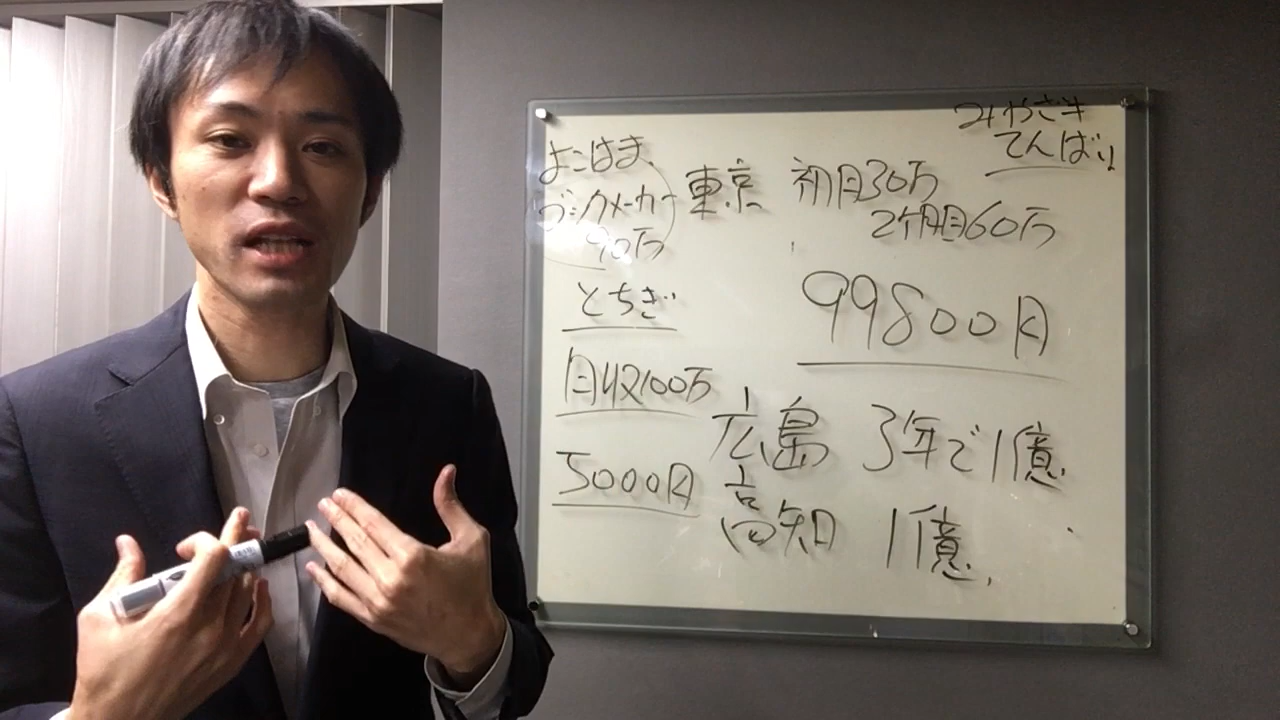 みやざき
てんばい
よこはま
ブックメーカー
90万
東京 初月30万
2ヶ月目60万
とちぎ
99800円
月収100万
広島 3年で1億
5000円
高知 1億